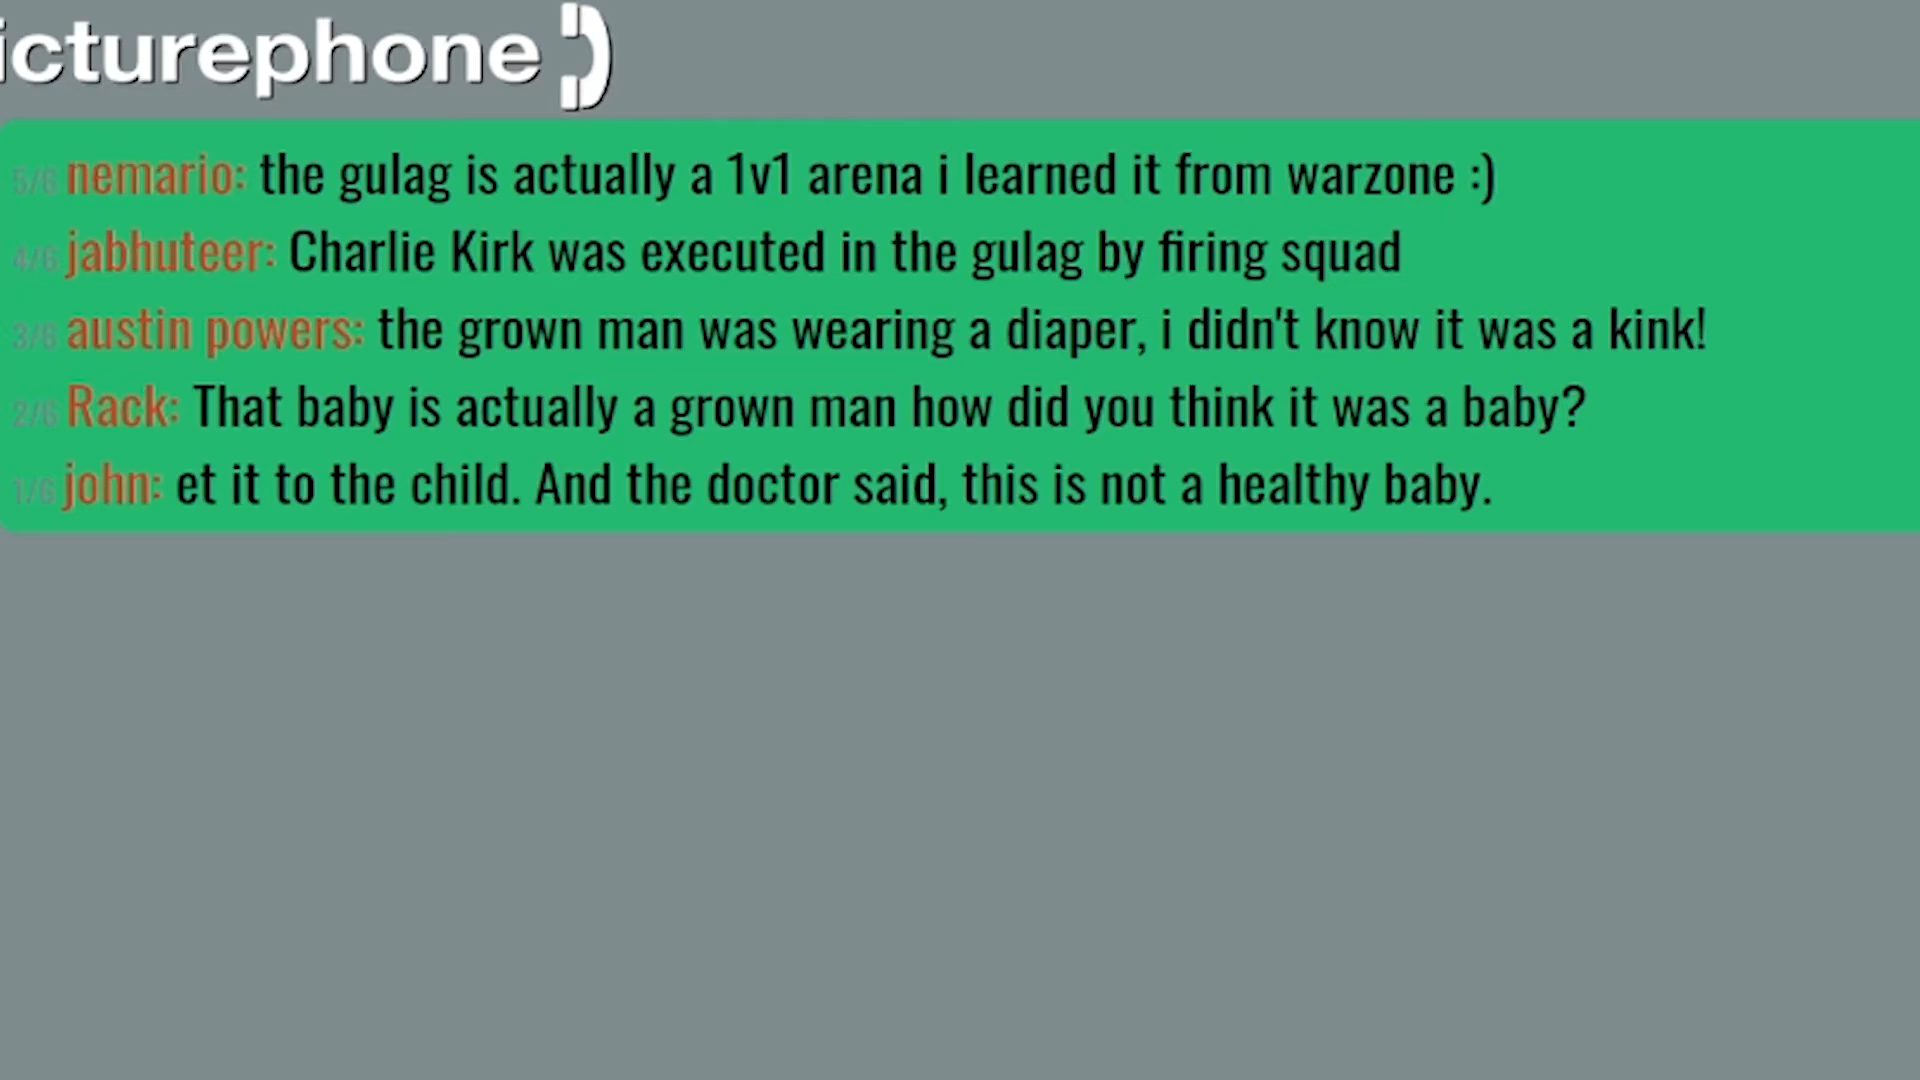 icturephone
5/6 nemario: the gulag is actually a 1v1 arena i learned it from warzone :)
4/6 jabhuteer: Charlie Kirk was executed in the gulag by firing squad
3/6 austin powers: the grown man was wearing a diaper, i didn't know it was a kink!
2/6 Rack: That baby is actually a grown man how did you think it was a baby?
1/6 john: et it to the child. And the doctor said, this is not a healthy baby.